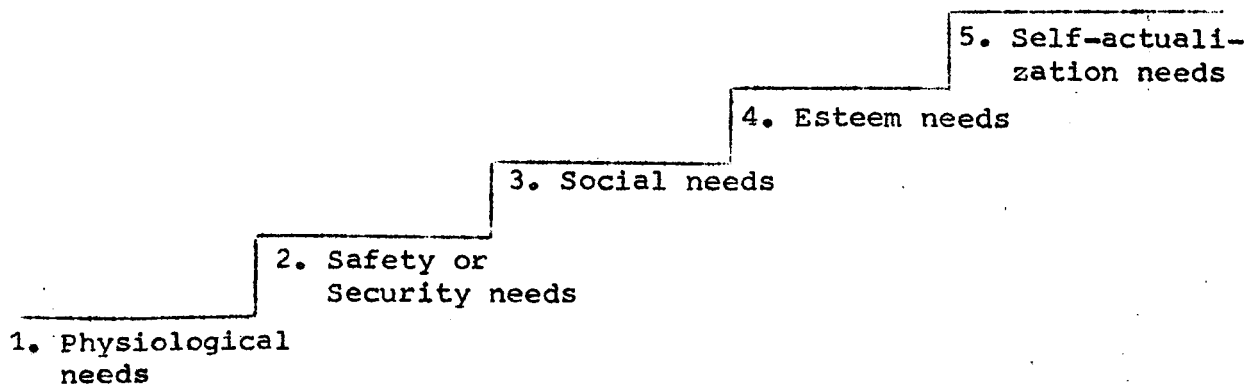 5. Self-actuali-
zation needs
4. Esteem needs
3. Social needs
2. Safety or
Security needs
1. Physiological
needs